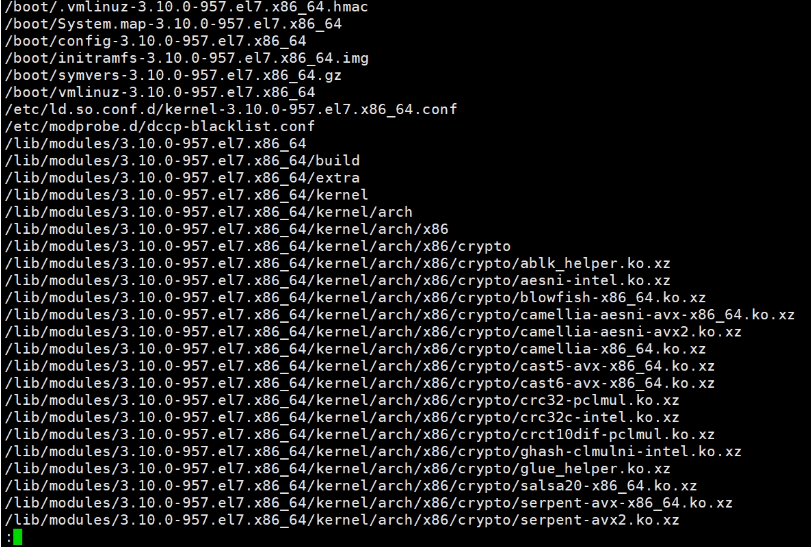 /boot/.vmlinuz-3.10.0-957.el7.x86_64.hmac
/boot/System.map-3.10.0-957.el7.x86_64
/boot/config-3.10.0-957.el7.x86_64
/boot/initramfs-3.10.0-957.el7.x86_64.img
/boot/symvers-3.10.0-957.el7.x86_64.gz
/boot/vmlinuz-3.10.0-957.el7.x86_64
/etc/ld.so.conf.d/kernel-3.10.0-957.el7.x86_64.conf
/etc/modprobe.d/dccp-blacklist.conf
/lib/modules/3.10.0-957.el7.x86_64
/lib/modules/3.10.0-957.el7.x86_64/build
/lib/modules/3.10.0-957.el7.x86_64/extra
/lib/modules/3.10.0-957.el7.x86_64/kernel
/lib/modules/3.10.0-957.el7.x86_64/kernel/arch
/lib/modules/3.10.0-957.el7.x86_64/kernel/arch/x86
/lib/modules/3.10.0-957.el7.x86_64/kernel/arch/x86/crypto
/lib/modules/3.10.0-957.el7.x86_64/kernel/arch/x86/crypto/ablk_helper.ko.xz
/lib/modules/3.10.0-957.el7.x86_64/kernel/arch/x86/crypto/aesni-intel.ko.xz
/lib/modules/3.10.0-957.el7.x86_64/kernel/arch/x86/crypto/blowfish-x86_64.ko.xz
/lib/modules/3.10.0-957.el7.x86_64/kernel/arch/x86/crypto/camellia-aesni-avx-x86_64.ko.xz
/lib/modules/3.10.0-957.el7.x86_64/kernel/arch/x86/crypto/camellia-aesni-avx2.ko.xz
/lib/modules/3.10.0-957.el7.x86_64/kernel/arch/x86/crypto/camellia-x86_64.ko.xz
/lib/modules/3.10.0-957.el7.x86_64/kernel/arch/x86/crypto/cast5-avx-x86_64.ko.xz
/lib/modules/3.10.0-957.el7.x86_64/kernel/arch/x86/crypto/cast6-avx-x86_64.ko.xz
/lib/modules/3.10.0-957.el7.x86_64/kernel/arch/x86/crypto/crc32-pclmul.ko.xz
/lib/modules/3.10.0-957.el7.x86_64/kernel/arch/x86/crypto/crc32c-intel.ko.xz
/lib/modules/3.10.0-957.el7.x86_64/kernel/arch/x86/crypto/crct10dif-pclmul.ko.xz
/lib/modules/3.10.0-957.el7.x86_64/kernel/arch/x86/crypto/ghash-clmulni-intel.ko.xz
/lib/modules/3.10.0-957.el7.x86_64/kernel/arch/x86/crypto/glue_helper.ko.xz
/lib/modules/3.10.0-957.el7.x86_64/kernel/arch/x86/crypto/salsa20-x86_64.ko.xz
/lib/modules/3.10.0-957.el7.x86_64/kernel/arch/x86/crypto/serpent-avx-x86_64.ko.xz
/lib/modules/3.10.0-957.el7.x86_64/kernel/arch/x86/crypto/serpent-avx2.ko.xz
: